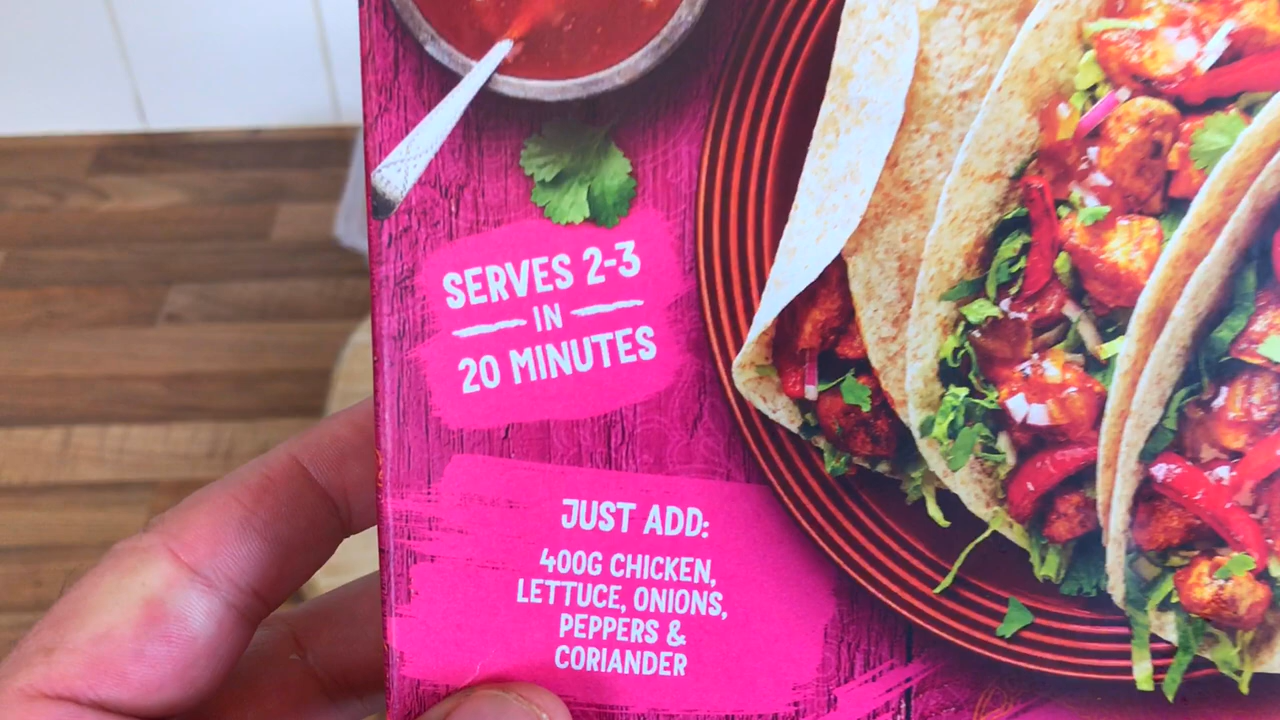 SERVES 2-3
IN
20 MINUTES
JUST ADD:
400G CHICKEN,
LETTUCE, ONIONS,
PEPPERS &
CORIANDER